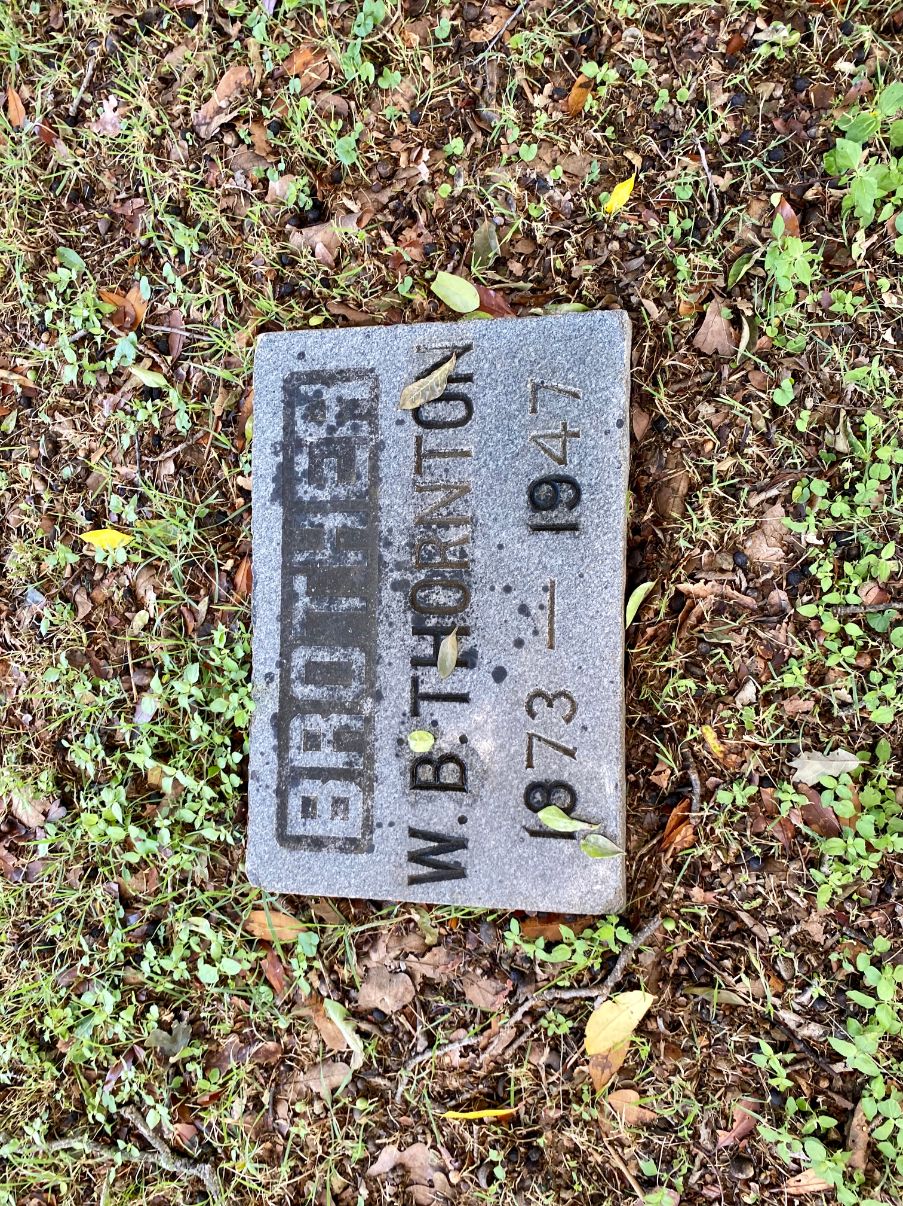 BROTHER
W. B. THORNTON
1873 — 1947